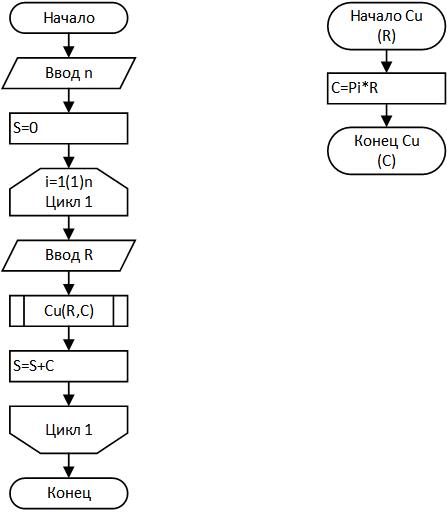 Начало
Ввод n
S=0
i=1(1)n
Цикл 1
Ввод R
Cu(R,C)
S=S+C
Цикл 1
Конец
Начало Cu
(R)
C=Pi*R
Конец Cu
(C)